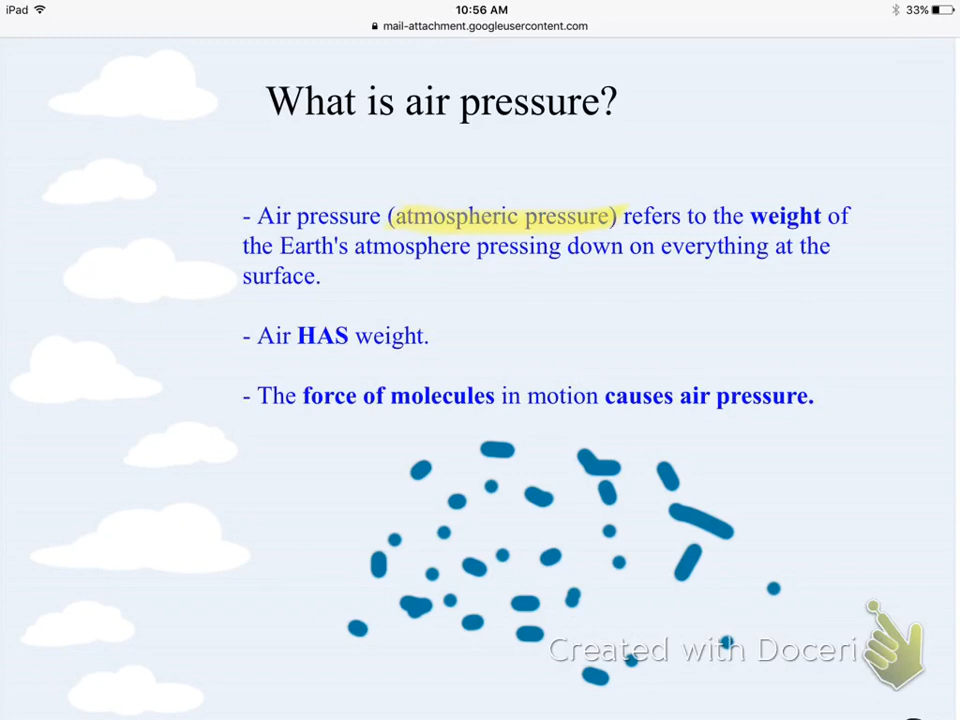 iPad
10:56 AM
33%
mail-attachment.googleusercontent.com
What is air pressure?
- Air pressure (atmospheric pressure) refers to the weight of
the Earth's atmosphere pressing down on everything at the
surface.
- Air HAS weight.
- The force of molecules in motion causes air pressure.
Created with Doceri